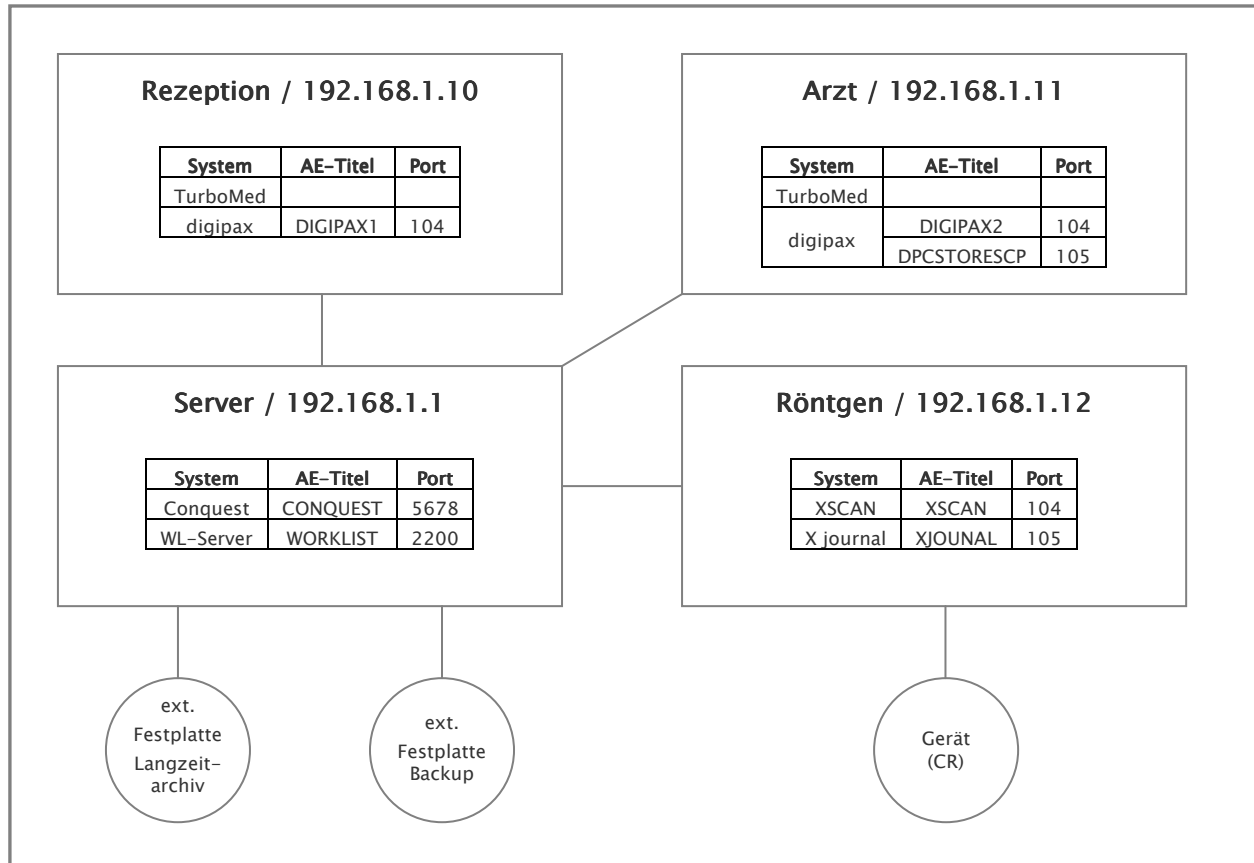 Rezeption / 192.168.1.10
System AE-Titel Port
TurboMed
digipax DIGIPAX1 104
Arzt / 192.168.1.11
System AE-Titel Port
TurboMed
digipax DIGIPAX2 104
DPCSTORESCP 105
Server / 192.168.1.1
System AE-Titel Port
Conquest CONQUEST 5678
WL-Server WORKLIST 2200
Röntgen / 192.168.1.12
System AE-Titel Port
XSCAN XSCAN 104
X journal XJOUNAL 105
ext.
Festplatte
Langzeit-
archiv
ext.
Festplatte
Backup
Gerät
(CR)